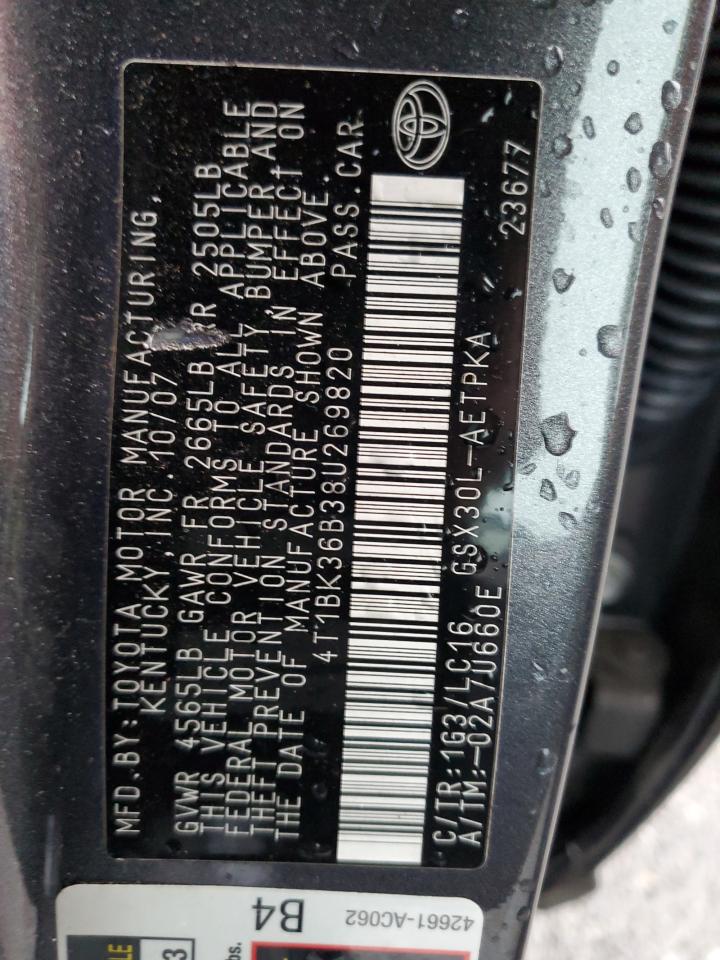 MFD.BY:TOYOTA MOTOR MANUFACTURING,
KENTUCKY,INC. 10/07
GVWR 4565LB GAWR FR 2665LB RR 2505LB
THIS VEHICLE CONFORMS TO ALL APPLICABLE
FEDERAL MOTOR VEHICLE SAFETY,BUMPER,AND
THEFT PREVENTION STANDARDS IN EFFECT ON
THE DATE OF MANUFACTURE SHOWN ABOVE.
4T1BK36B38U269820 PASS.CAR
C/TR:1G3/LC16 GSX30L-AETPKA
A/TM:-02A/U660E 23677
42661-AC062
B4
bs.
3